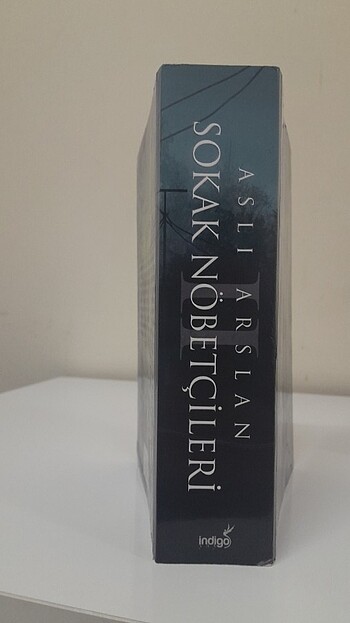 ASLI ARSLAN
SOKAK NÖBETÇİLERİ
II
indigo